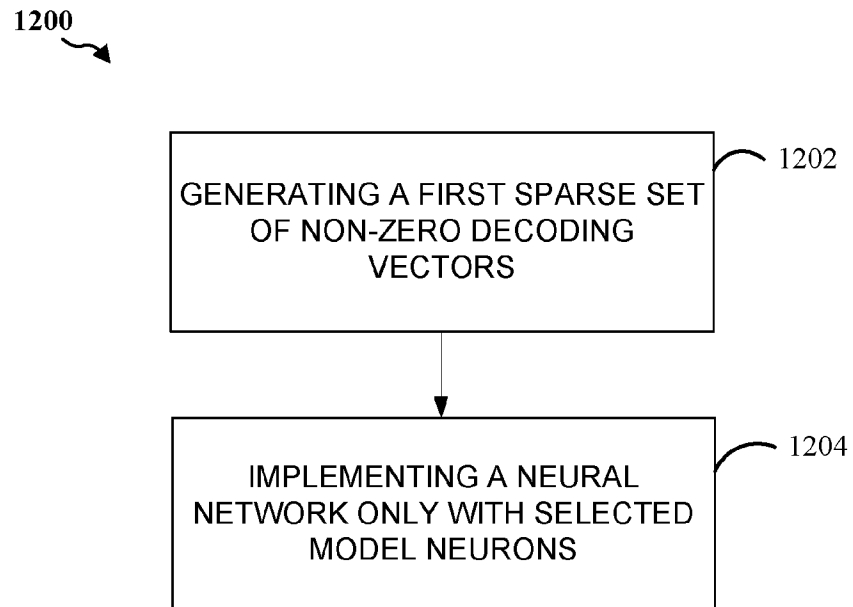 1200
GENERATING A FIRST SPARSE SET
OF NON-ZERO DECODING
VECTORS
1202
IMPLEMENTING A NEURAL
NETWORK ONLY WITH SELECTED
MODEL NEURONS
1204